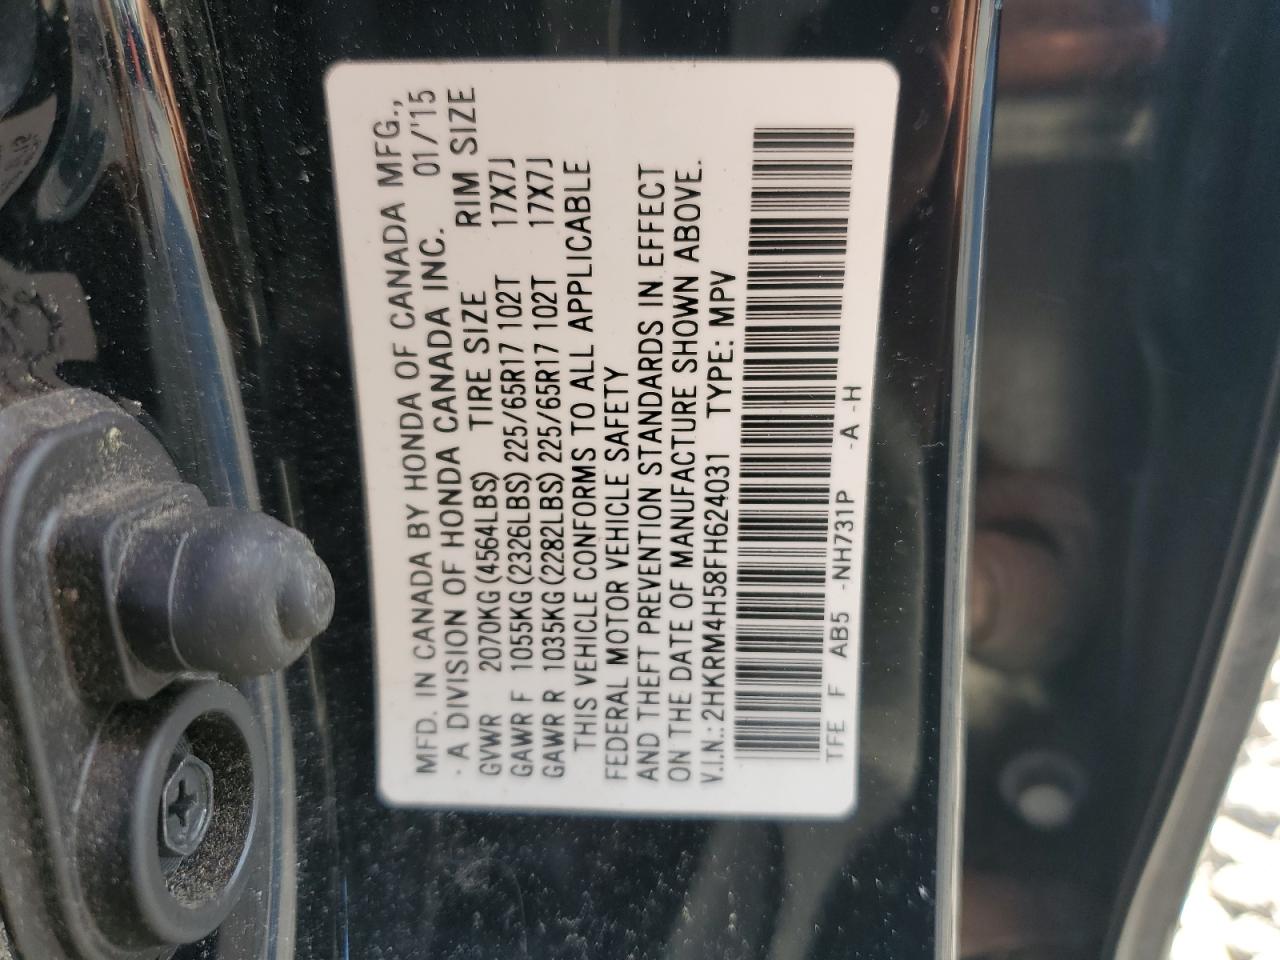 MFD. IN CANADA BY HONDA OF CANADA MFG.,
· A DIVISION OF HONDA CANADA INC. 01/'15
GVWR 2070KG(4564LBS) TIRE SIZE RIM SIZE
GAWR F 1055KG(2326LBS) 225/65R17 102T 17X7J
GAWR R 1035KG(2282LBS) 225/65R17 102T 17X7J
THIS VEHICLE CONFORMS TO ALL APPLICABLE
FEDERAL MOTOR VEHICLE SAFETY
AND THEFT PREVENTION STANDARDS IN EFFECT
ON THE DATE OF MANUFACTURE SHOWN ABOVE.
V.I.N.:2HKRM4H58FH624031 TYPE: MPV
TFE F AB5 -NH731P -A -H